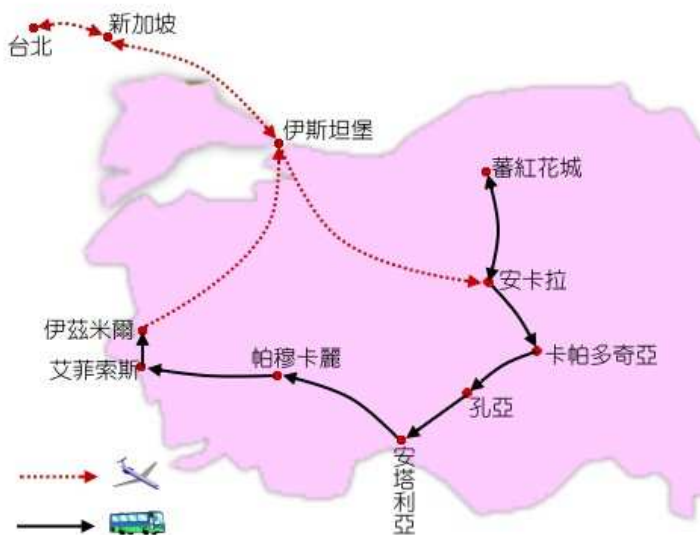 新加坡
台北
伊斯坦堡
蕃紅花城
安卡拉
伊茲米爾
卡帕多奇亞
帕穆卡麗
艾菲索斯
孔亞
安塔利亞